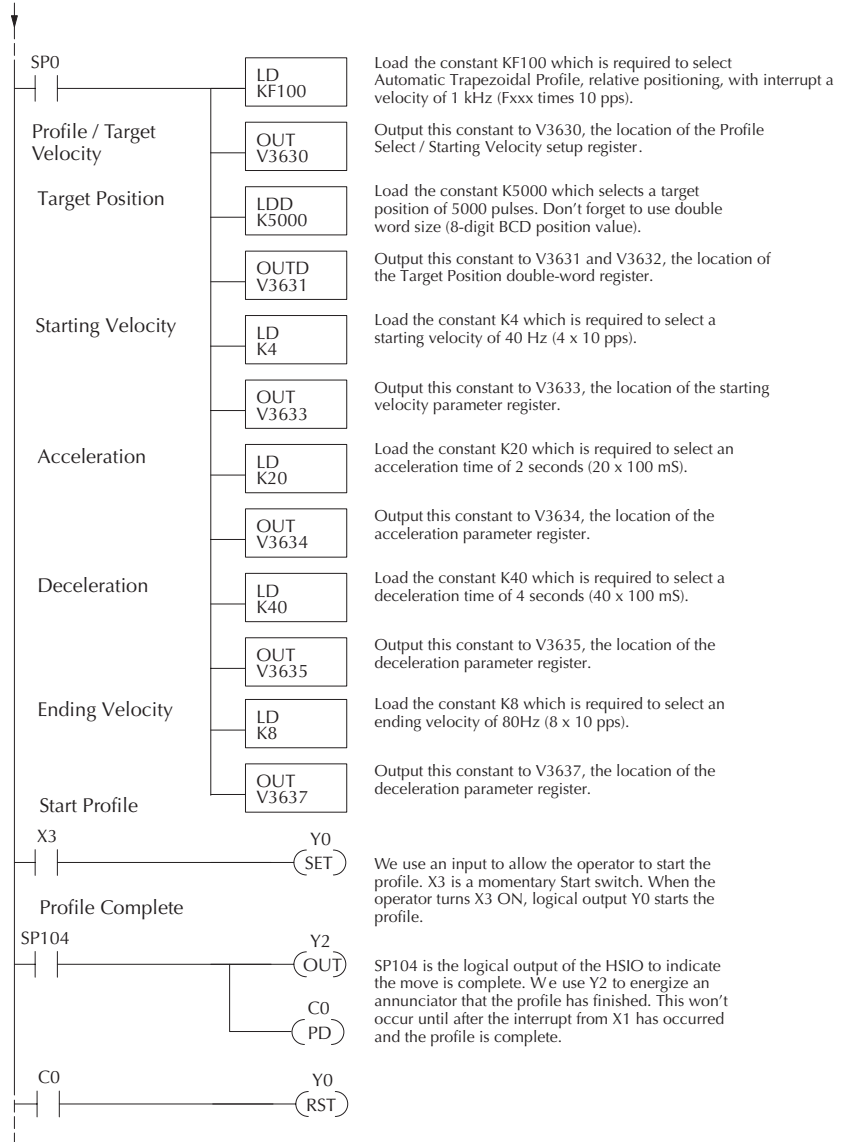 SP0
LD
KF100
Load the constant KF100 which is required to select
Automatic Trapezoidal Profile, relative positioning, with interrupt a
velocity of 1 kHz (Fxxx times 10 pps).
Profile / Target
Velocity
OUT
V3630
Output this constant to V3630, the location of the Profile
Select / Starting Velocity setup register.
Target Position
LDD
K5000
Load the constant K5000 which selects a target
position of 5000 pulses. Don't forget to use double
word size (8-digit BCD position value).
OUTD
V3631
Output this constant to V3631 and V3632, the location of
the Target Position double-word register.
Starting Velocity
LD
K4
Load the constant K4 which is required to select a
starting velocity of 40 Hz (4 x 10 pps).
OUT
V3633
Output this constant to V3633, the location of the starting
velocity parameter register.
Acceleration
LD
K20
Load the constant K20 which is required to select an
acceleration time of 2 seconds (20 x 100 mS).
OUT
V3634
Output this constant to V3634, the location of the
acceleration parameter register.
Deceleration
LD
K40
Load the constant K40 which is required to select a
deceleration time of 4 seconds (40 x 100 mS).
OUT
V3635
Output this constant to V3635, the location of the
deceleration parameter register.
Ending Velocity
LD
K8
Load the constant K8 which is required to select an
ending velocity of 80Hz (8 x 10 pps).
OUT
V3637
Output this constant to V3637, the location of the
deceleration parameter register.
Start Profile
X3
Y0
SET
We use an input to allow the operator to start the
profile. X3 is a momentary Start switch. When the
operator turns X3 ON, logical output Y0 starts the
profile.
Profile Complete
SP104
Y2
OUT
SP104 is the logical output of the HSIO to indicate
the move is complete. We use Y2 to energize an
annunciator that the profile has finished. This won't
occur until after the interrupt from X1 has occurred
and the profile is complete.
C0
PD
C0
Y0
RST